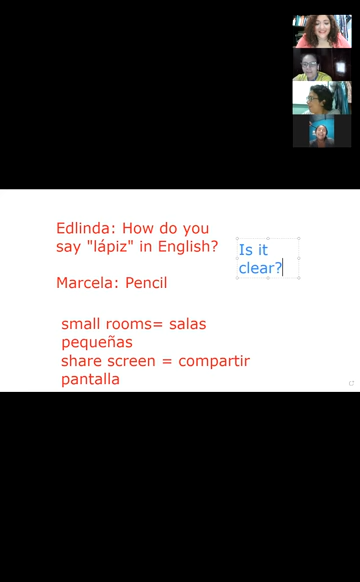 Edlinda: How do you
say "lápiz" in English?
Is it
clear?
Marcela: Pencil
small rooms= salas
pequeñas
share screen = compartir
pantalla